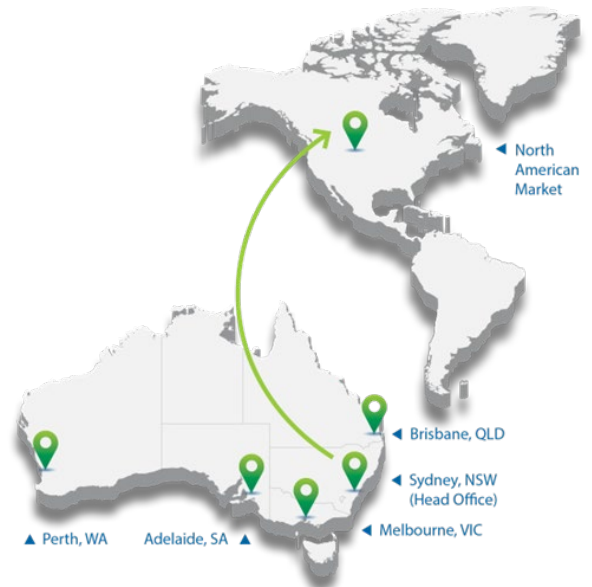 North
American
Market
Brisbane, QLD
Sydney, NSW
(Head Office)
Melbourne, VIC
Perth, WA
Adelaide, SA